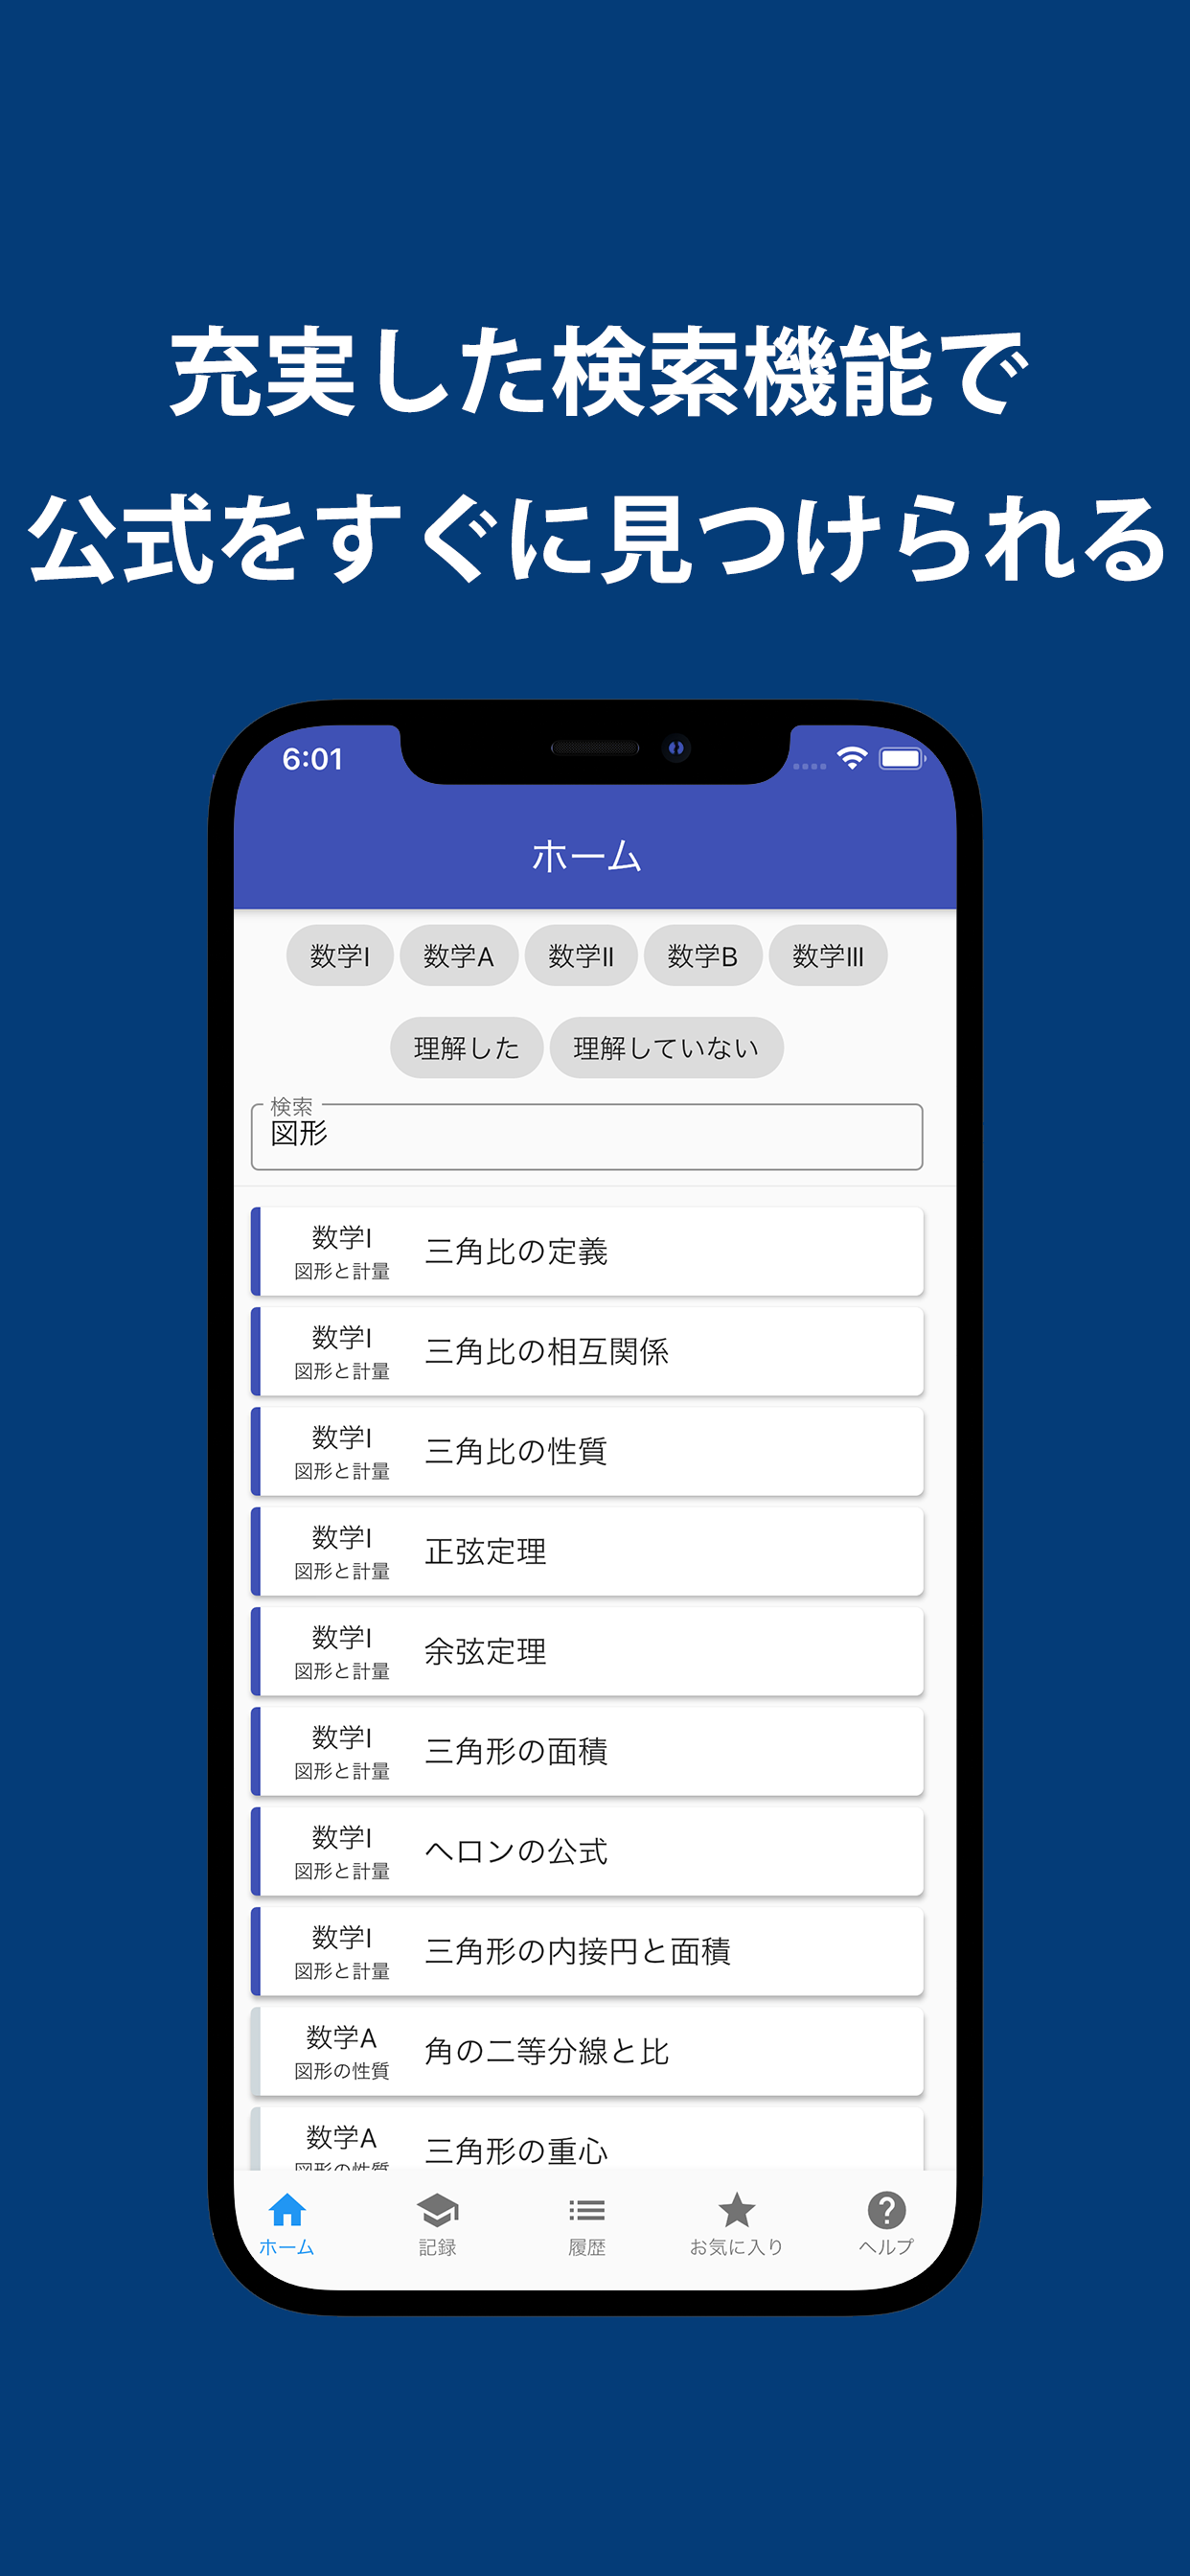 充実した検索機能で
公式をすぐに見つけられる
6:01
ホーム
数学I 数学A 数学II 数学B 数学III
理解した 理解していない
検索
図形
数学I
図形と計量
三角比の定義
数学I
図形と計量
三角比の相互関係
数学I
図形と計量
三角比の性質
数学I
図形と計量
正弦定理
数学I
図形と計量
余弦定理
数学I
図形と計量
三角形の面積
数学I
図形と計量
ヘロンの公式
数学I
図形と計量
三角形の内接円と面積
数学A
図形の性質
角の二等分線と比
数学A
図形の性質
三角形の重心
ホーム 記録 履歴 お気に入り ヘルプ